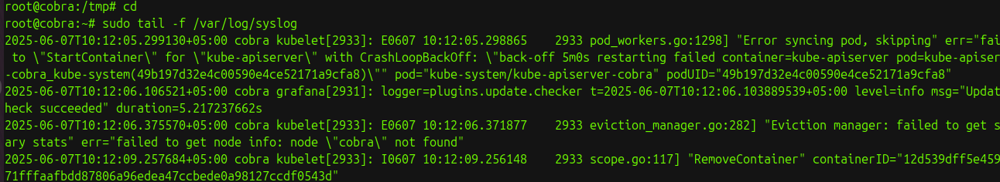 root@cobra:/tmp# cd
root@cobra:~# sudo tail -f /var/log/syslog
2025-06-07T10:12:05.299130+05:00 cobra kubelet[2933]: E0607 10:12:05.298865    2933 pod_workers.go:1298] "Error syncing pod, skipping" err="fai
 to \"StartContainer\" for \"kube-apiserver\" with CrashLoopBackOff: \"back-off 5m0s restarting failed container=kube-apiserver pod=kube-apiser
-cobra_kube-system(49b197d32e4c00590e4ce52171a9cfa8)\"" pod="kube-system/kube-apiserver-cobra" podUID="49b197d32e4c00590e4ce52171a9cfa8"
2025-06-07T10:12:06.106521+05:00 cobra grafana[2931]: logger=plugins.update.checker t=2025-06-07T10:12:06.103889539+05:00 level=info msg="Updat
heck succeeded" duration=5.217237662s
2025-06-07T10:12:06.375570+05:00 cobra kubelet[2933]: E0607 10:12:06.371877    2933 eviction_manager.go:282] "Eviction manager: failed to get s
ary stats" err="failed to get node info: node \"cobra\" not found"
2025-06-07T10:12:09.257684+05:00 cobra kubelet[2933]: I0607 10:12:09.256148    2933 scope.go:117] "RemoveContainer" containerID="12d539dff5e459
71fffaafbdd87806a96edea47ccbede0a98127ccdf0543d"